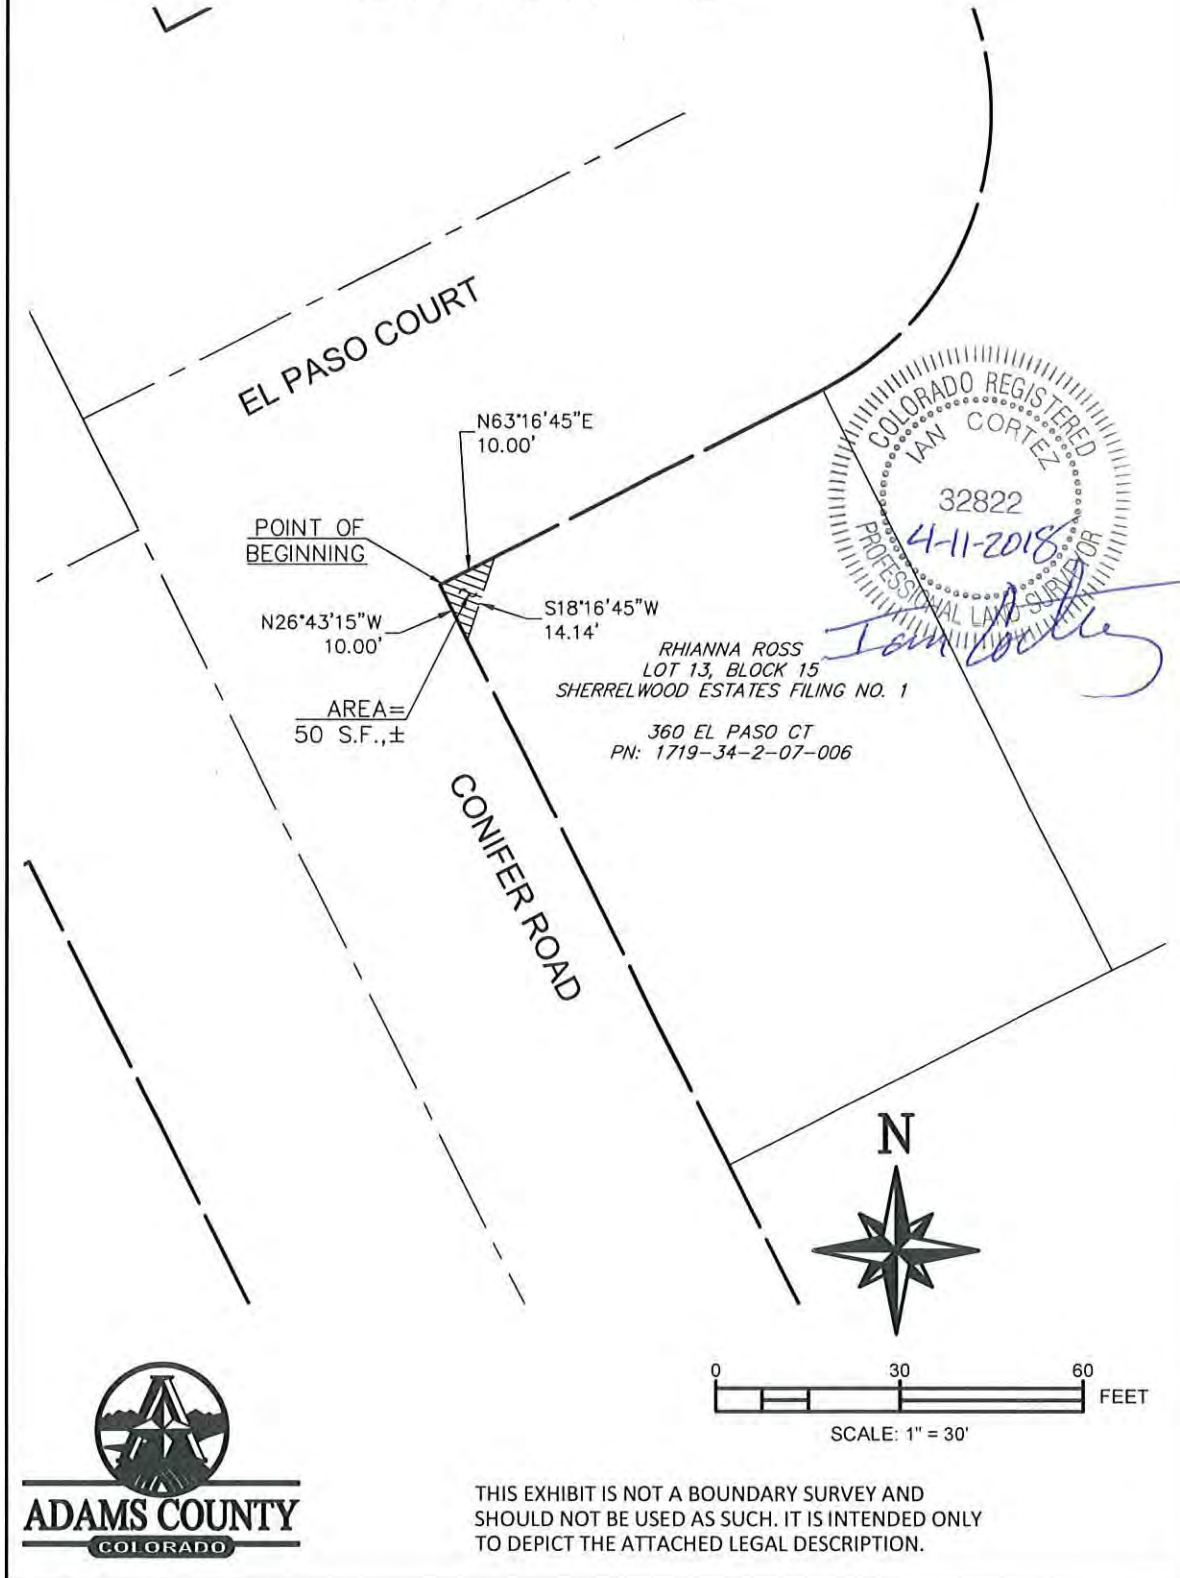 EL PASO COURT
N63°16'45"E
10.00'
POINT OF
BEGINNING
N26°43'15"W
10.00'
S18°16'45"W
14.14'
AREA=
50 S.F.,±
RHIANNA ROSS
LOT 13, BLOCK 15
SHERRELWOOD ESTATES FILING NO. 1
360 EL PASO CT
PN: 1719-34-2-07-006
COLORADO REGISTERED
IAN CORTEZ
32822
4-11-2018
PROFESSIONAL LAND SURVEYOR
CONIFER ROAD
N
0 30 60
FEET
SCALE: 1" = 30'
ADAMS COUNTY
COLORADO
THIS EXHIBIT IS NOT A BOUNDARY SURVEY AND
SHOULD NOT BE USED AS SUCH. IT IS INTENDED ONLY
TO DEPICT THE ATTACHED LEGAL DESCRIPTION.